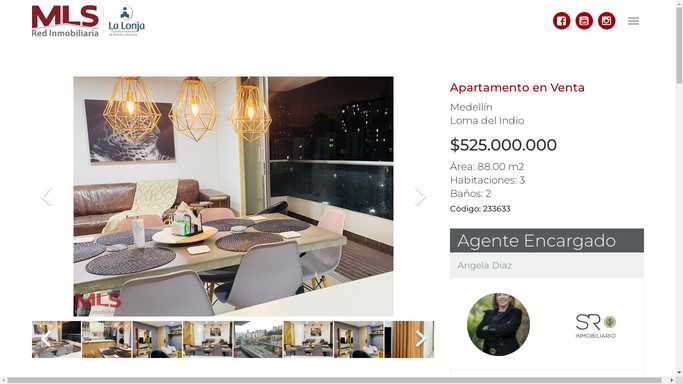 MLS
Red Inmobiliaria
La Lonja
Apartamento en Venta
Medellín
Loma del Indio
$525.000.000
Área: 88.00 m2
Habitaciones: 3
Baños: 2
Código: 233633
Agente Encargado
Angela Díaz
MLS
SR
INMOBILIARIO